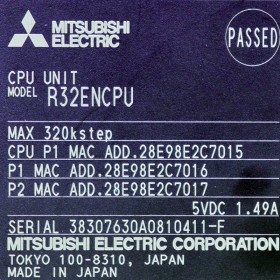 MITSUBISHI
ELECTRIC
PASSED
CPU UNIT
MODEL R32ENCPU
MAX 320kstep
CPU P1 MAC ADD.28E98E2C7015
P1 MAC ADD.28E98E2C7016
P2 MAC ADD.28E98E2C7017
5VDC 1.49A
SERIAL 38307630A0810411-F
MITSUBISHI ELECTRIC CORPORATION
TOKYO 100-8310, JAPAN
MADE IN JAPAN